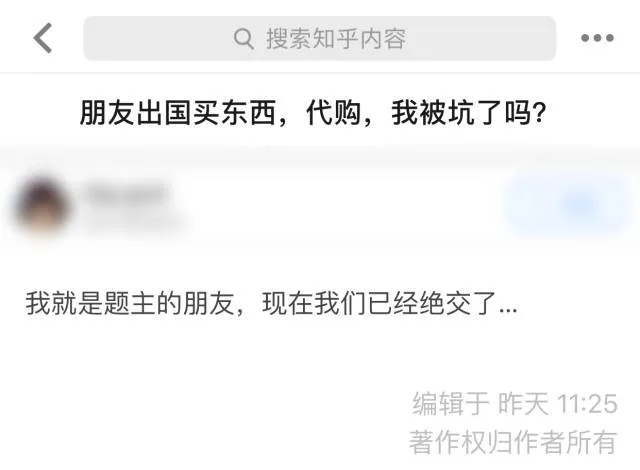 搜索知乎内容
朋友出国买东西，代购，我被坑了吗？
我就是题主的朋友，现在我们已经绝交了...
编辑于 昨天 11:25
著作权归作者所有